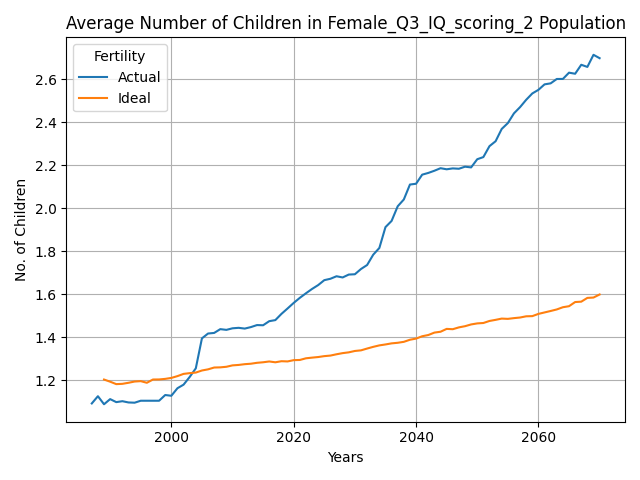 Average Number of Children in Female_Q3_IQ_scoring_2 Population
Fertility
Actual
Ideal
No. of Children
2.6
2.4
2.2
2.0
1.8
1.6
1.4
1.2
2000
2020
2040
2060
Years